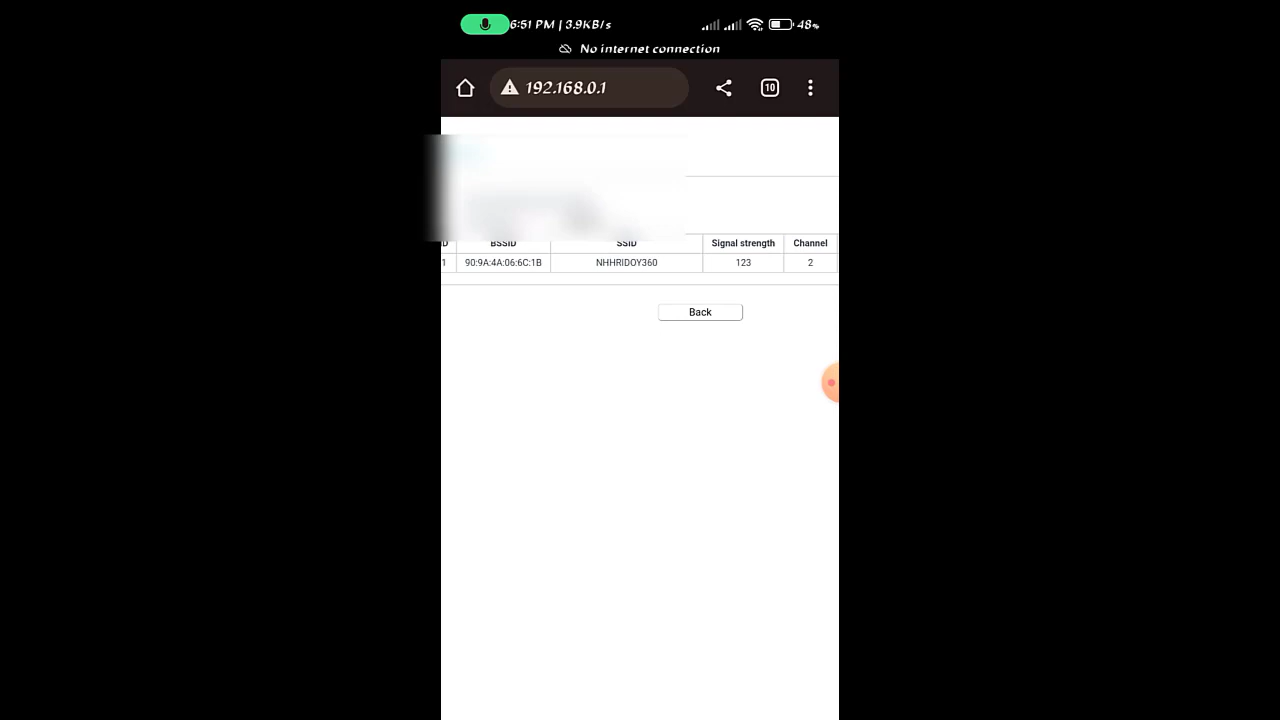 6:51 PM | 3.9KB/s 48%
No internet connection
192.168.0.1 10
BSSID SSID Signal strength Channel
1 90:9A:4A:06:6C:1B NHHRIDOY360 123 2
Back